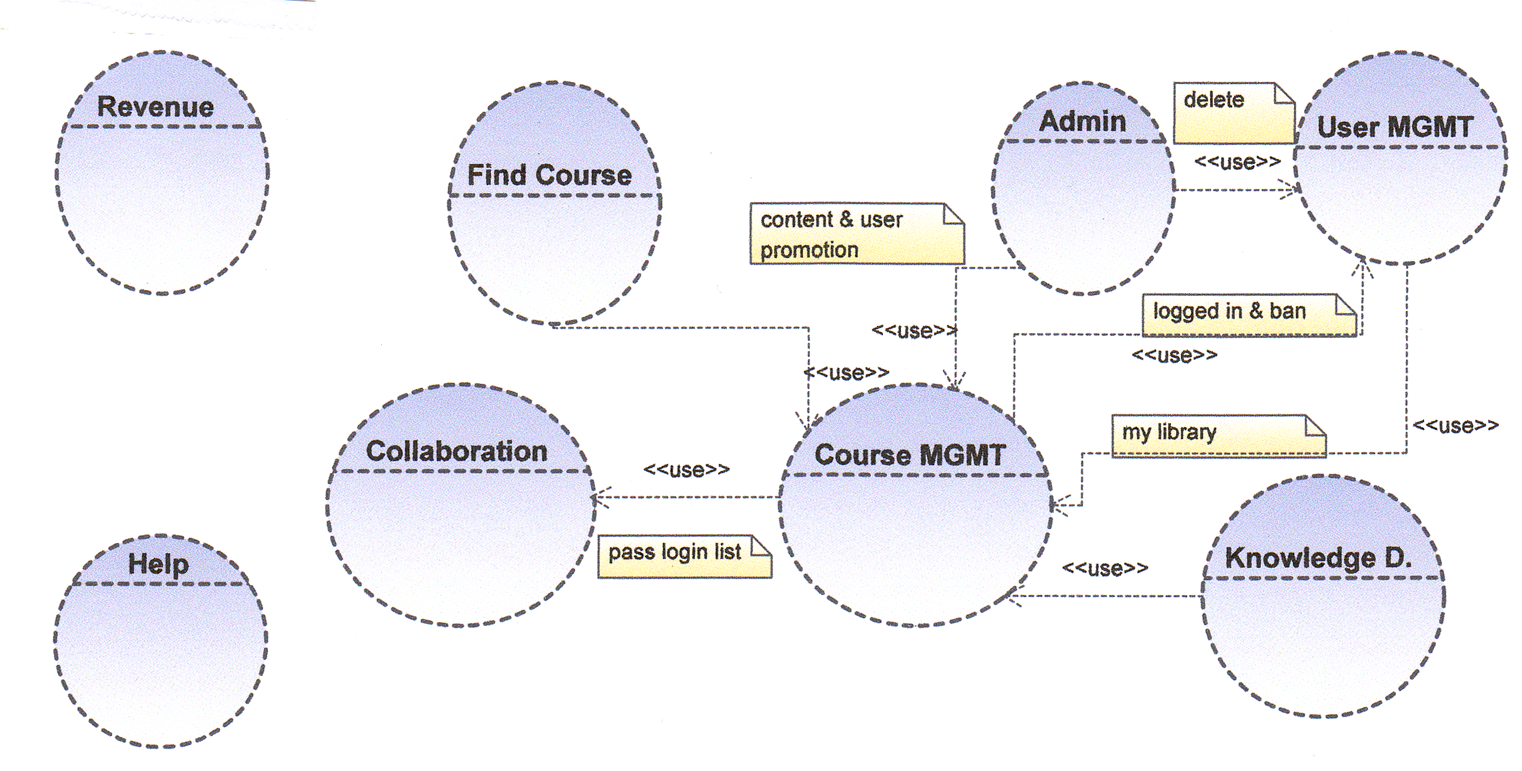 Revenue
Find Course
Admin
delete
User MGMT
<<use>>
content & user
promotion
logged in & ban
<<use>>
<<use>>
<<use>>
my library
<<use>>
Collaboration
Course MGMT
<<use>>
pass login list
Help
Knowledge D.
<<use>>